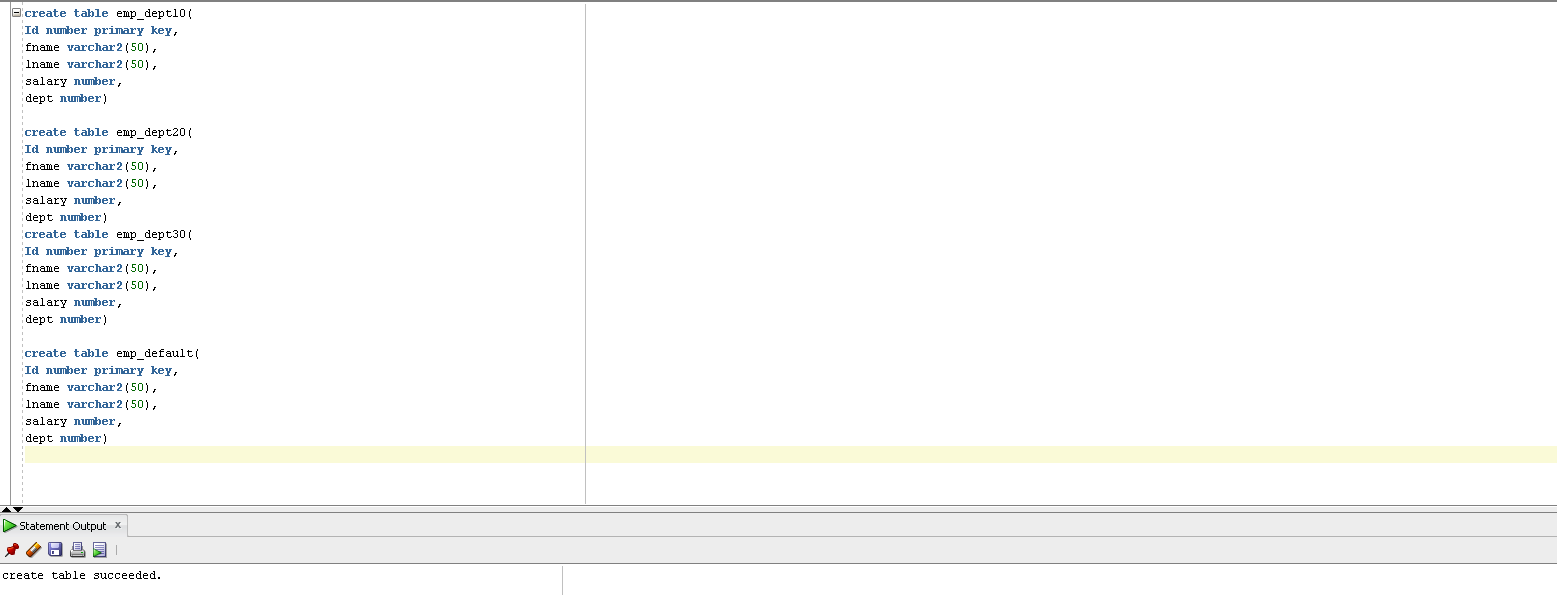 create table emp_dept10(
Id number primary key,
fname varchar2(50),
lname varchar2(50),
salary number,
dept number)
create table emp_dept20(
Id number primary key,
fname varchar2(50),
lname varchar2(50),
salary number,
dept number)
create table emp_dept30(
Id number primary key,
fname varchar2(50),
lname varchar2(50),
salary number,
dept number)
create table emp_default(
Id number primary key,
fname varchar2(50),
lname varchar2(50),
salary number,
dept number)
Statement Output x
create table succeeded.